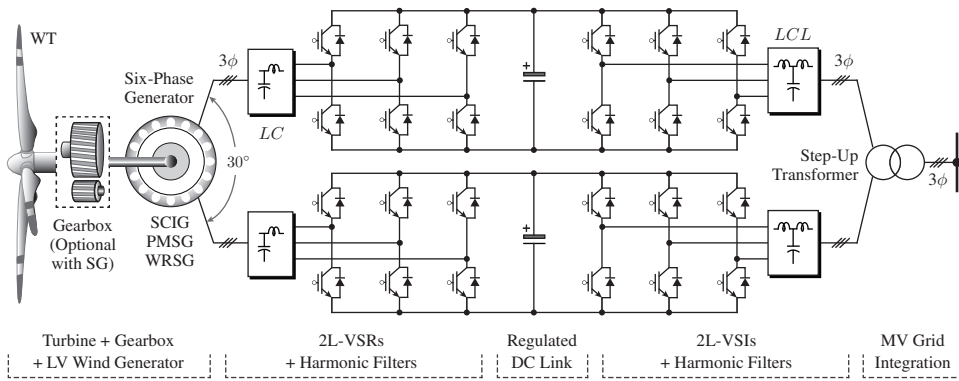 WT
Six-Phase
Generator
3ϕ
LC
30°
+
LCL
3ϕ
Step-Up
Transformer
3ϕ
Gearbox
(Optional
with SG)
SCIG
PMSG
WRSG
+
Turbine + Gearbox
+ LV Wind Generator
2L-VSRs
+ Harmonic Filters
Regulated
DC Link
2L-VSIs
+ Harmonic Filters
MV Grid
Integration